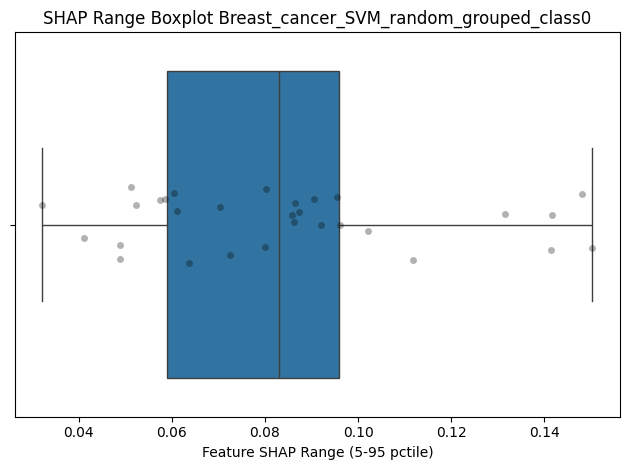 SHAP Range Boxplot Breast_cancer_SVM_random_grouped_class0
0.04 0.06 0.08 0.10 0.12 0.14
Feature SHAP Range (5-95 pctile)